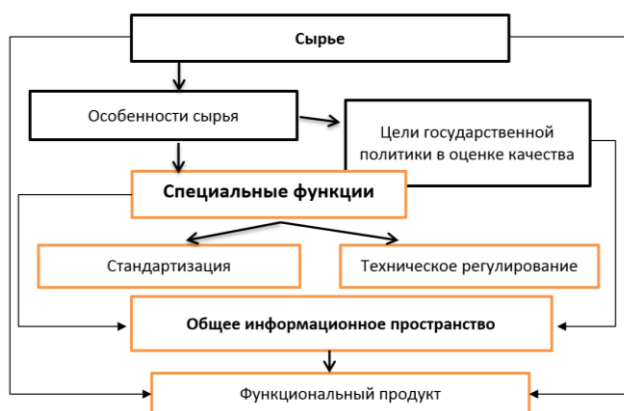 Сырье
Особенности сырья
Цели государственной
политики в оценке качества
Специальные функции
Стандартизация
Техническое регулирование
Общее информационное пространство
Функциональный продукт